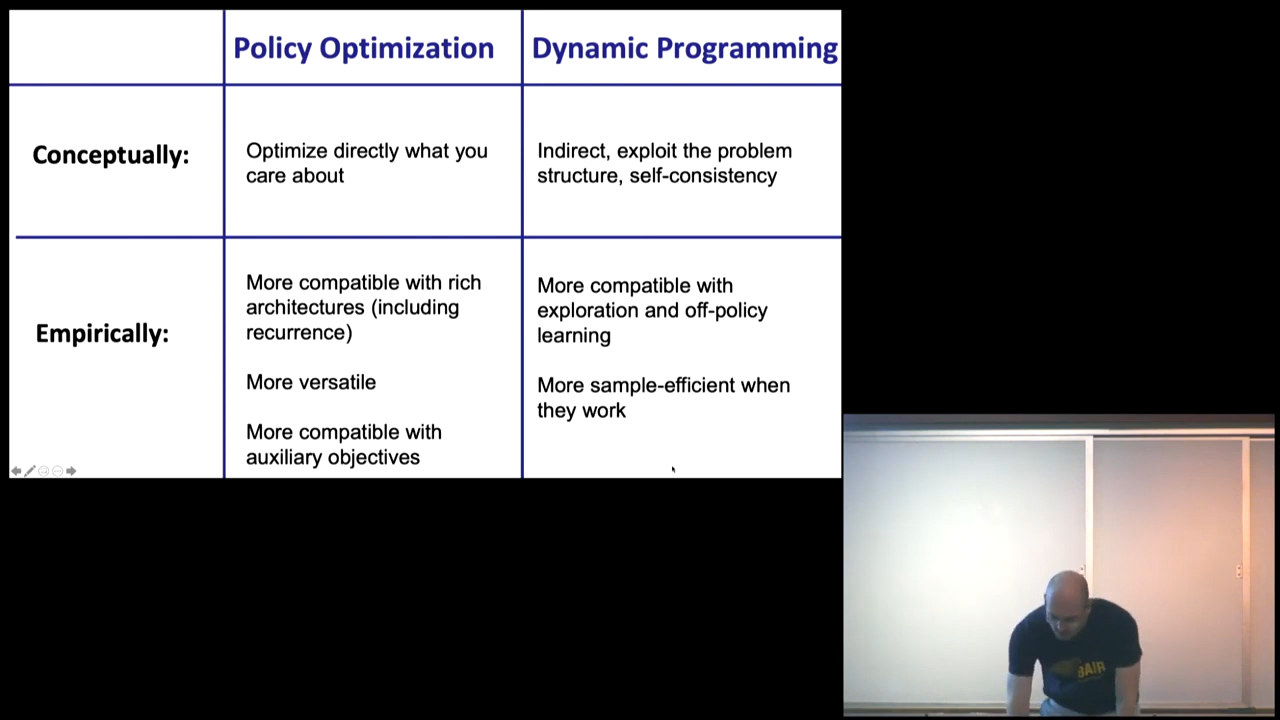 Policy Optimization
Dynamic Programming
Conceptually:
Optimize directly what you
care about
Indirect, exploit the problem
structure, self-consistency
Empirically:
More compatible with rich
architectures (including
recurrence)
More versatile
More compatible with
auxiliary objectives
More compatible with
exploration and off-policy
learning
More sample-efficient when
they work
BAIR